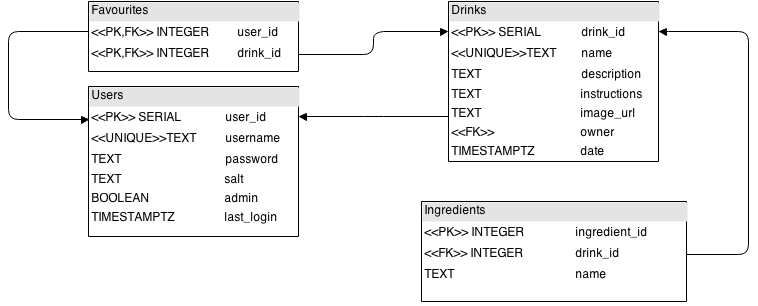 Favourites
<<PK,FK>> INTEGER user_id
<<PK,FK>> INTEGER drink_id
Users
<<PK>> SERIAL user_id
<<UNIQUE>>TEXT username
TEXT password
TEXT salt
BOOLEAN admin
TIMESTAMPTZ last_login
Drinks
<<PK>> SERIAL drink_id
<<UNIQUE>>TEXT name
TEXT description
TEXT instructions
TEXT image_url
<<FK>> owner
TIMESTAMPTZ date
Ingredients
<<PK>> INTEGER ingredient_id
<<FK>> INTEGER drink_id
TEXT name